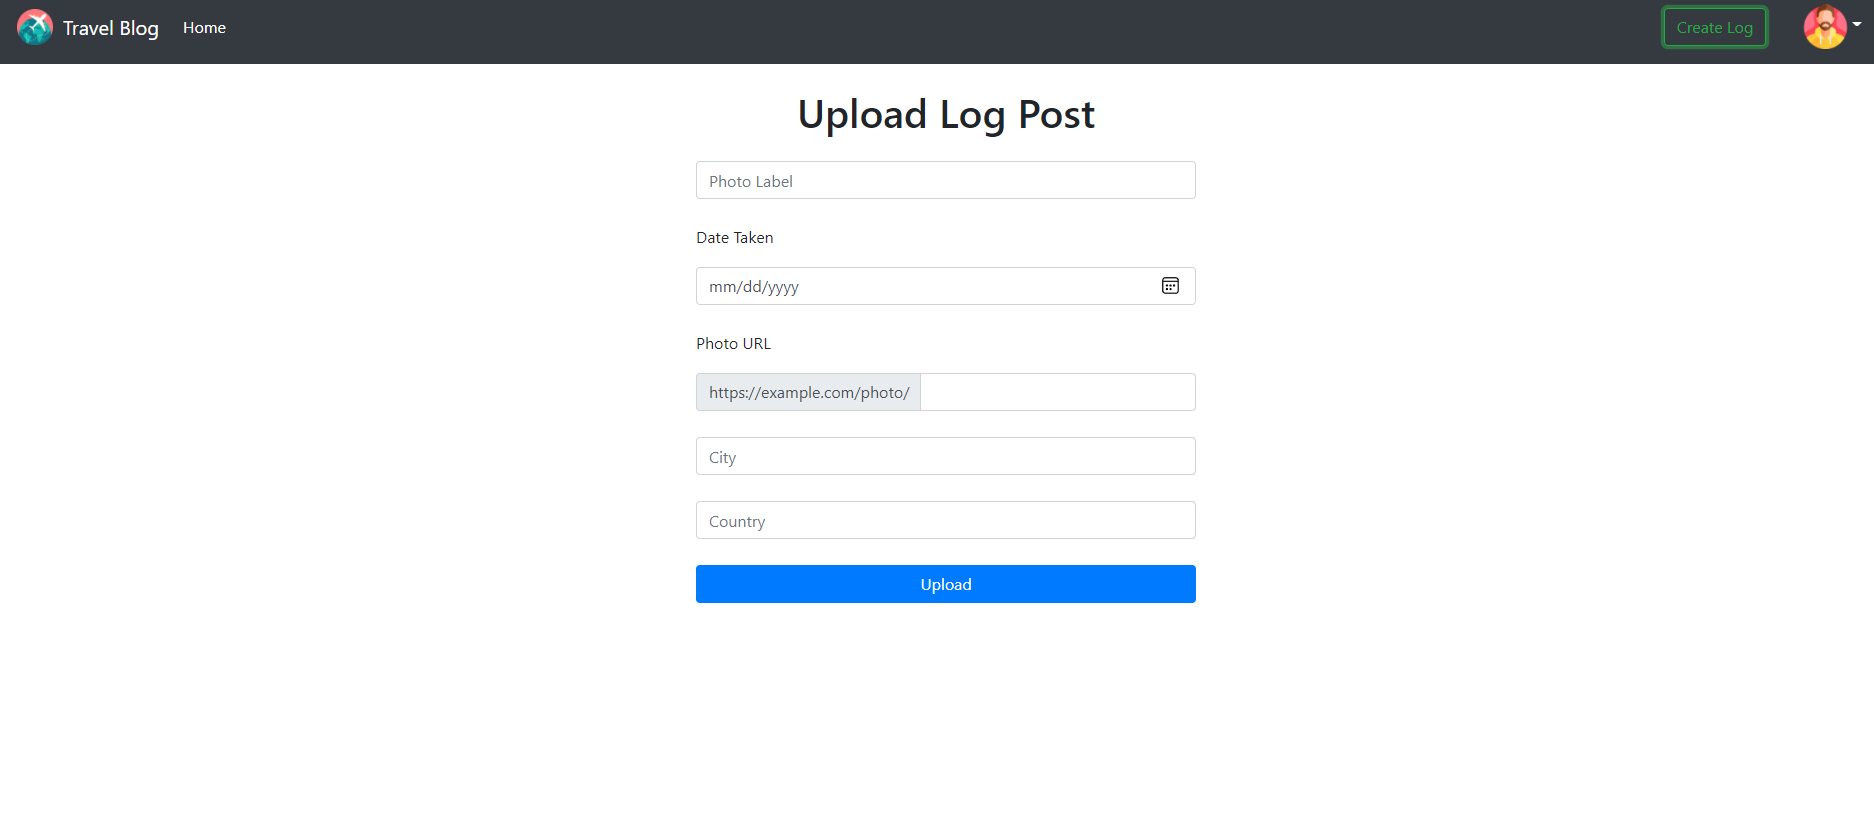 Travel Blog Home Create Log
Upload Log Post
Photo Label
Date Taken
mm/dd/yyyy
Photo URL
https://example.com/photo/
City
Country
Upload